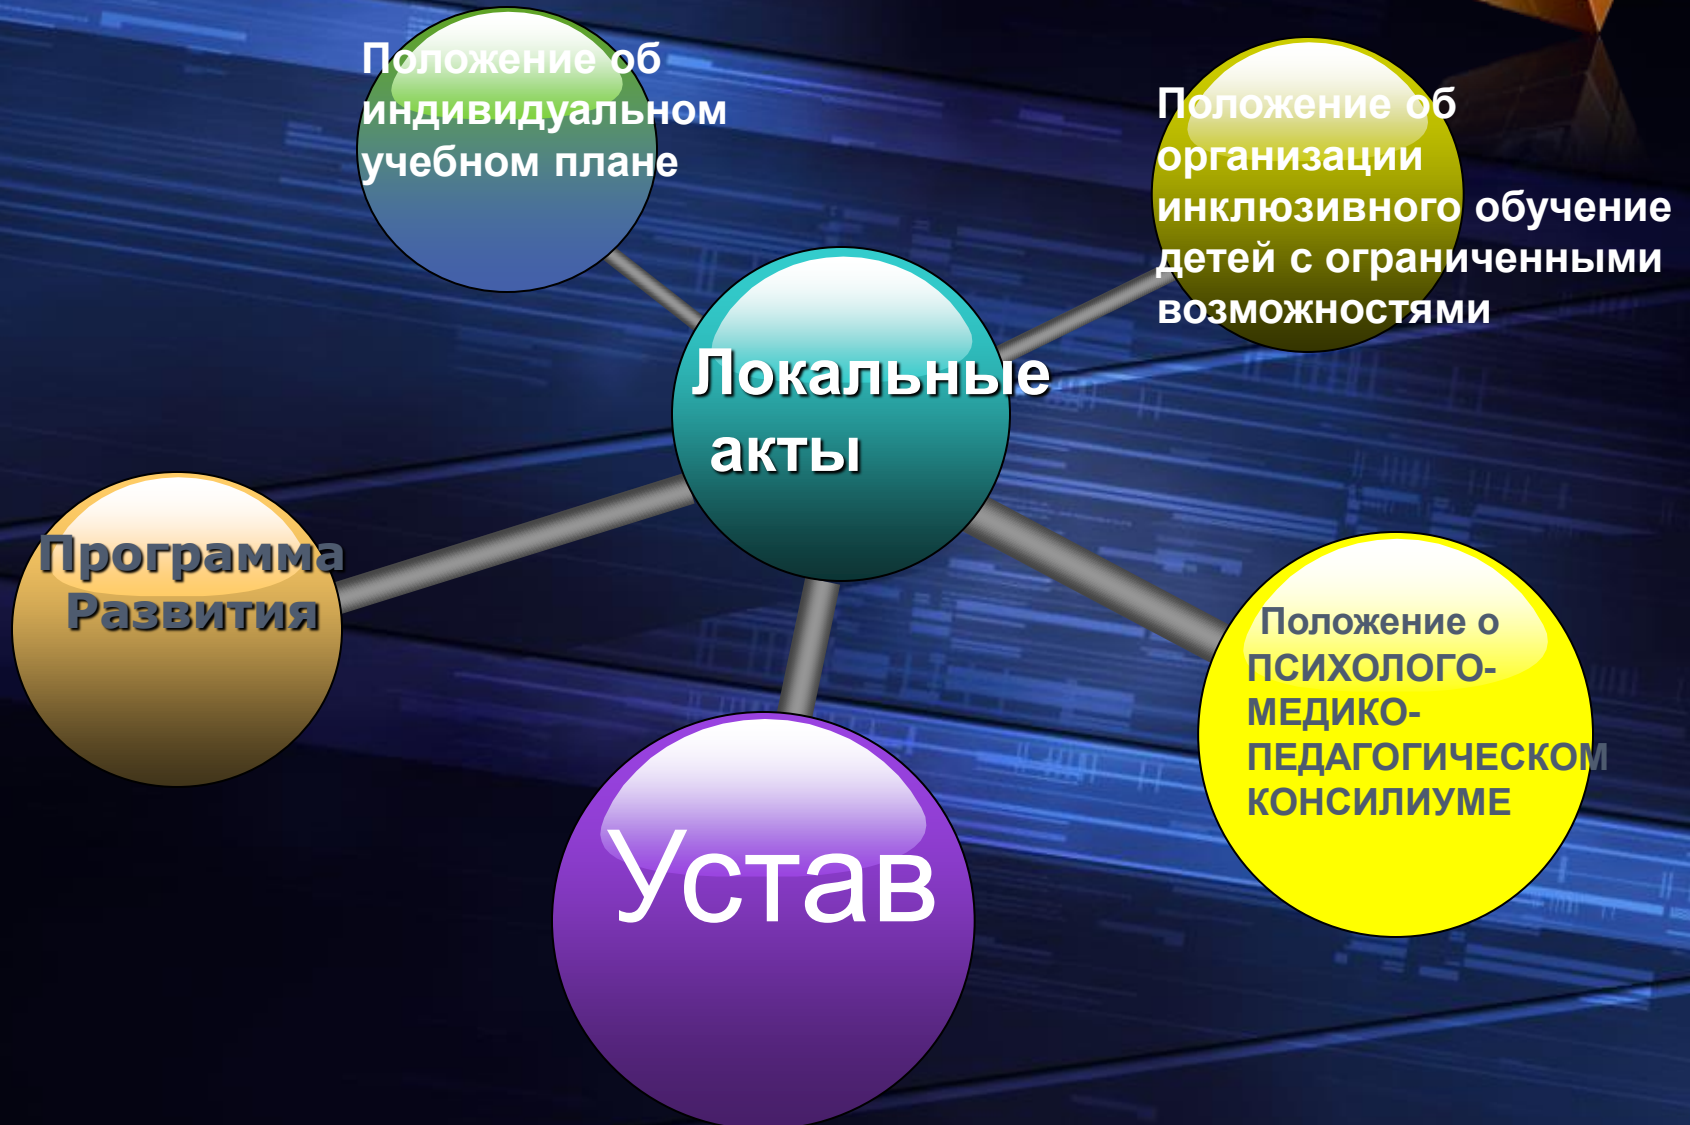 Положение об
индивидуальном
учебном плане
Положение об
организации
инклюзивного обучение
детей с ограниченными
возможностями
Локальные
акты
Программа
Развития
Положение о
ПСИХОЛОГО-
МЕДИКО-
ПЕДАГОГИЧЕСКОМ
КОНСИЛИУМЕ
Устав